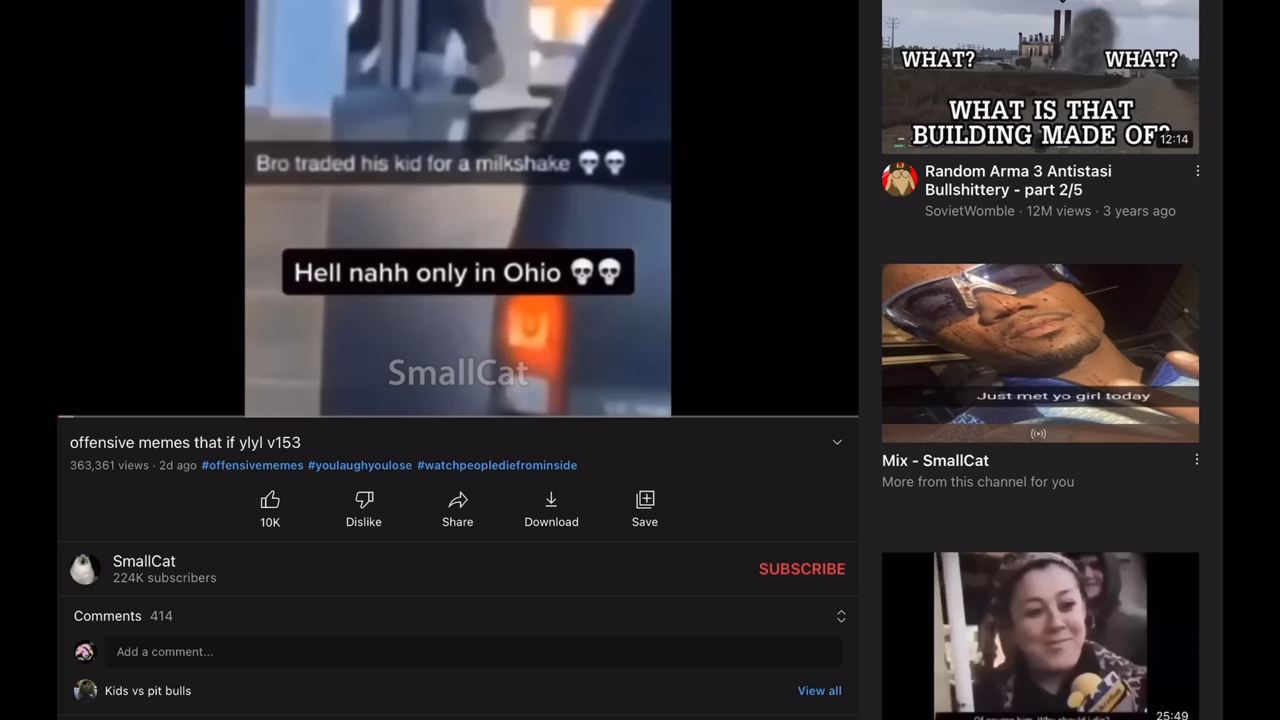 Bro traded his kid for a milkshake 💀💀
Hell nahh only in Ohio 💀💀
SmallCat
offensive memes that if ylyl v153
363,361 views · 2d ago #offensivememes #youlaughyoulose #watchpeoplediefrominside
10K
Dislike
Share
Download
Save
SmallCat
224K subscribers
SUBSCRIBE
Comments 414
Add a comment...
Kids vs pit bulls
View all
WHAT? WHAT?
WHAT IS THAT
BUILDING MADE OF?
12:14
Random Arma 3 Antistasi
Bullshittery - part 2/5
SovietWomble · 12M views · 3 years ago
Just met yo girl today
Mix - SmallCat
More from this channel for you
25:49